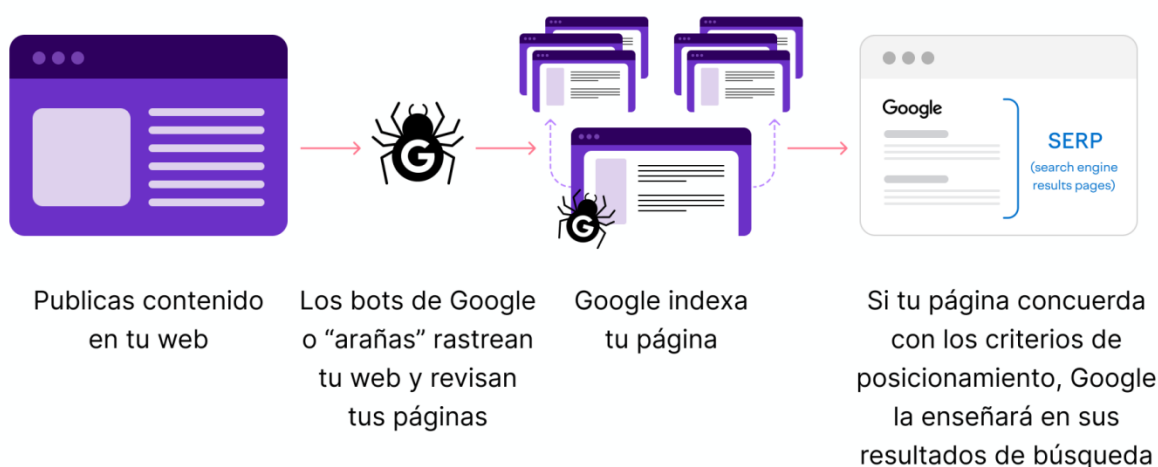 G
G
Google
SERP
(search engine
results pages)
Publicas contenido
en tu web
Los bots de Google
o “arañas” rastrean
tu web y revisan
tus páginas
Google indexa
tu página
Si tu página concuerda
con los criterios de
posicionamiento, Google
la enseñará en sus
resultados de búsqueda